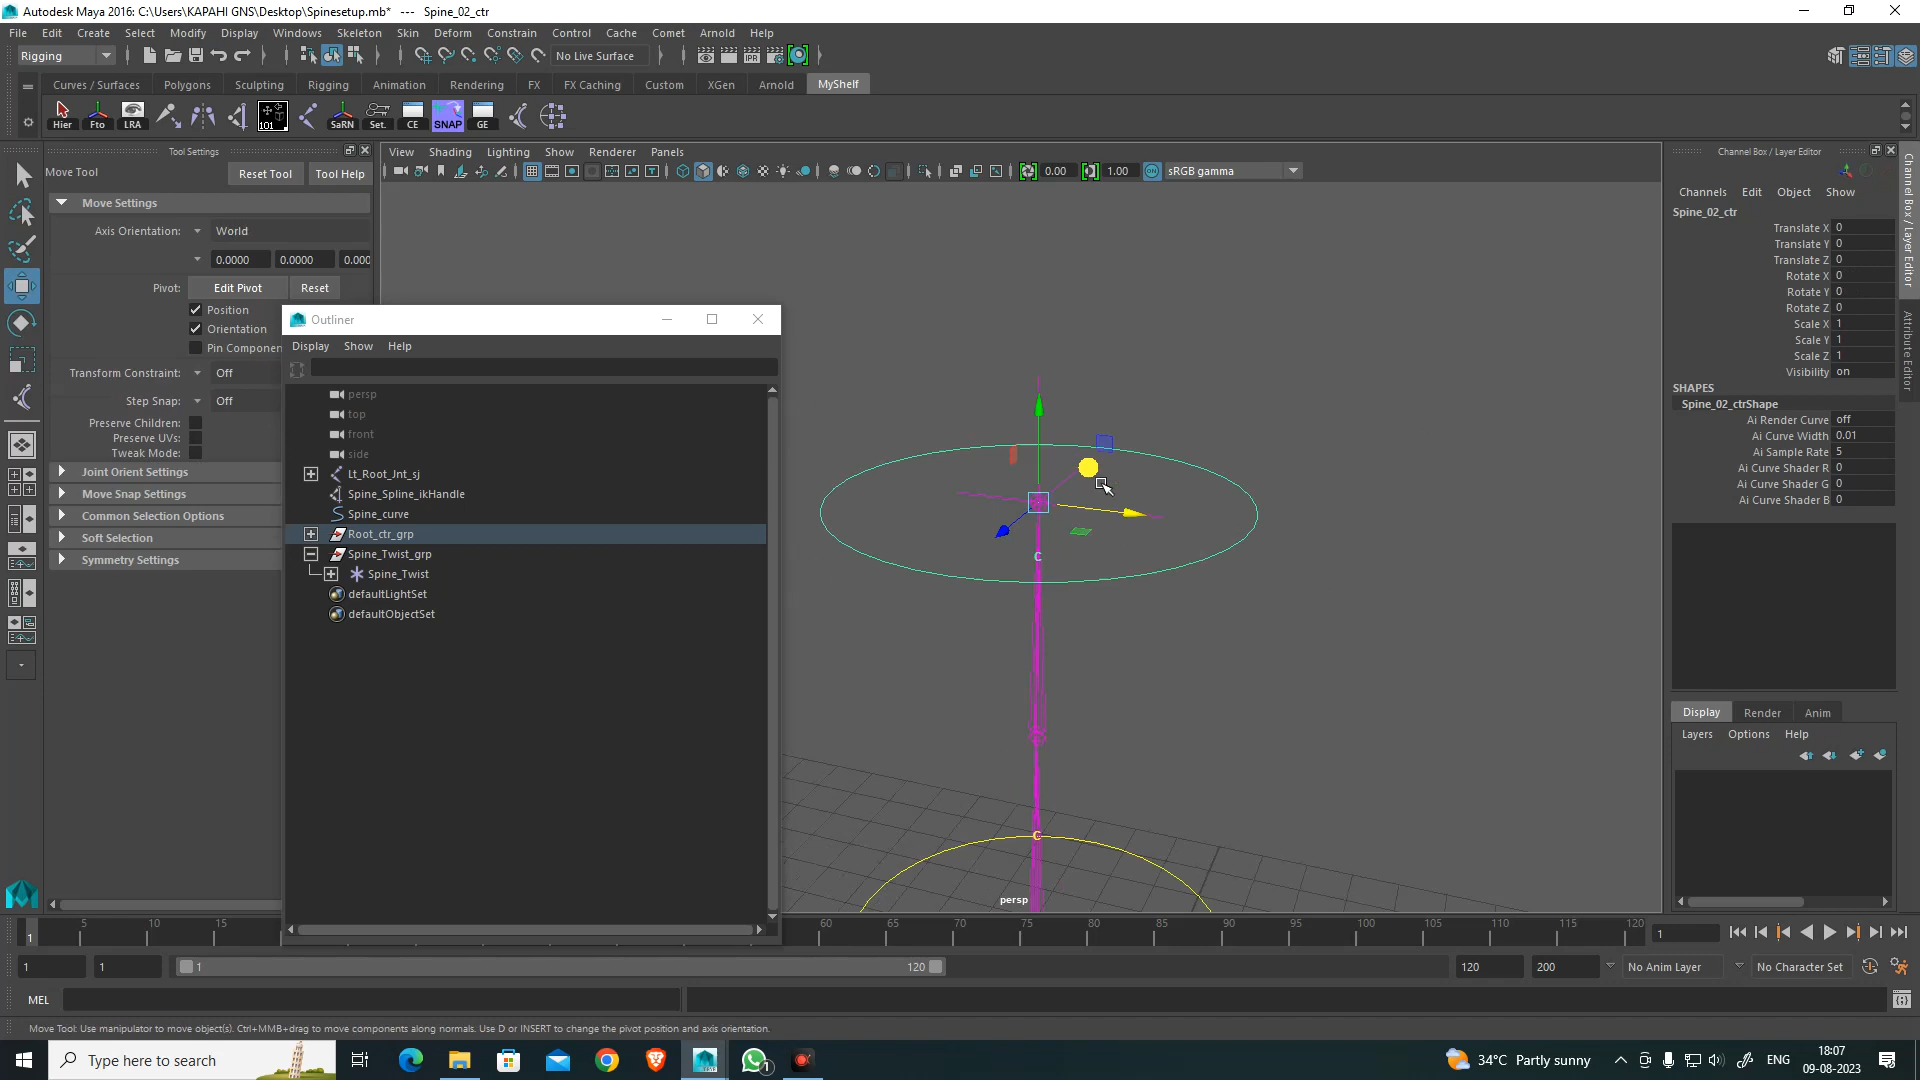 Autodesk Maya 2016: C:\Users\KAPAHI GNS\Desktop\Spinesetup.mb* --- Spine_02_ctr
File Edit Create Select Modify Display Windows Skeleton Skin Deform Constrain Control Cache Comet Arnold Help
Rigging No Live Surface
Curves / Surfaces Polygons Sculpting Rigging Animation Rendering FX FX Caching Custom XGen Arnold MyShelf
Hier Fto LRA 101 SaRN Set. CE SNAP GE
Tool Settings
Move Tool Reset Tool Tool Help
Move Settings
Axis Orientation: World
0.0000 0.0000 0.000
Pivot: Edit Pivot Reset
Position
Orientation
Pin Componen
Transform Constraint: Off
Step Snap: Off
Preserve Children:
Preserve UVs:
Tweak Mode:
Joint Orient Settings
Move Snap Settings
Common Selection Options
Soft Selection
Symmetry Settings
Outliner
Display Show Help
persp
top
front
side
Lt_Root_Jnt_sj
Spine_Spline_ikHandle
Spine_curve
Root_ctr_grp
Spine_Twist_grp
Spine_Twist
defaultLightSet
defaultObjectSet
View Shading Lighting Show Renderer Panels
0.00 1.00 ON sRGB gamma
C
C
persp
Channel Box / Layer Editor
Channels Edit Object Show
Spine_02_ctr
Translate X 0
Translate Y 0
Translate Z 0
Rotate X 0
Rotate Y 0
Rotate Z 0
Scale X 1
Scale Y 1
Scale Z 1
Visibility on
SHAPES
Spine_02_ctrShape
Ai Render Curve off
Ai Curve Width 0.01
Ai Sample Rate 5
Ai Curve Shader R 0
Ai Curve Shader G 0
Ai Curve Shader B 0
Display Render Anim
Layers Options Help
Channel Box / Layer Editor
Attribute Editor
1 5 10 15 60 65 70 75 80 85 90 95 100 105 110 115 120 1
1 1 1 120 120 200 No Anim Layer No Character Set
MEL
Move Tool: Use manipulator to move object(s). Ctrl+MMB+drag to move components along normals. Use D or INSERT to change the pivot position and axis orientation.
Type here to search 1 34°C Partly sunny ENG 18:07
09-08-2023